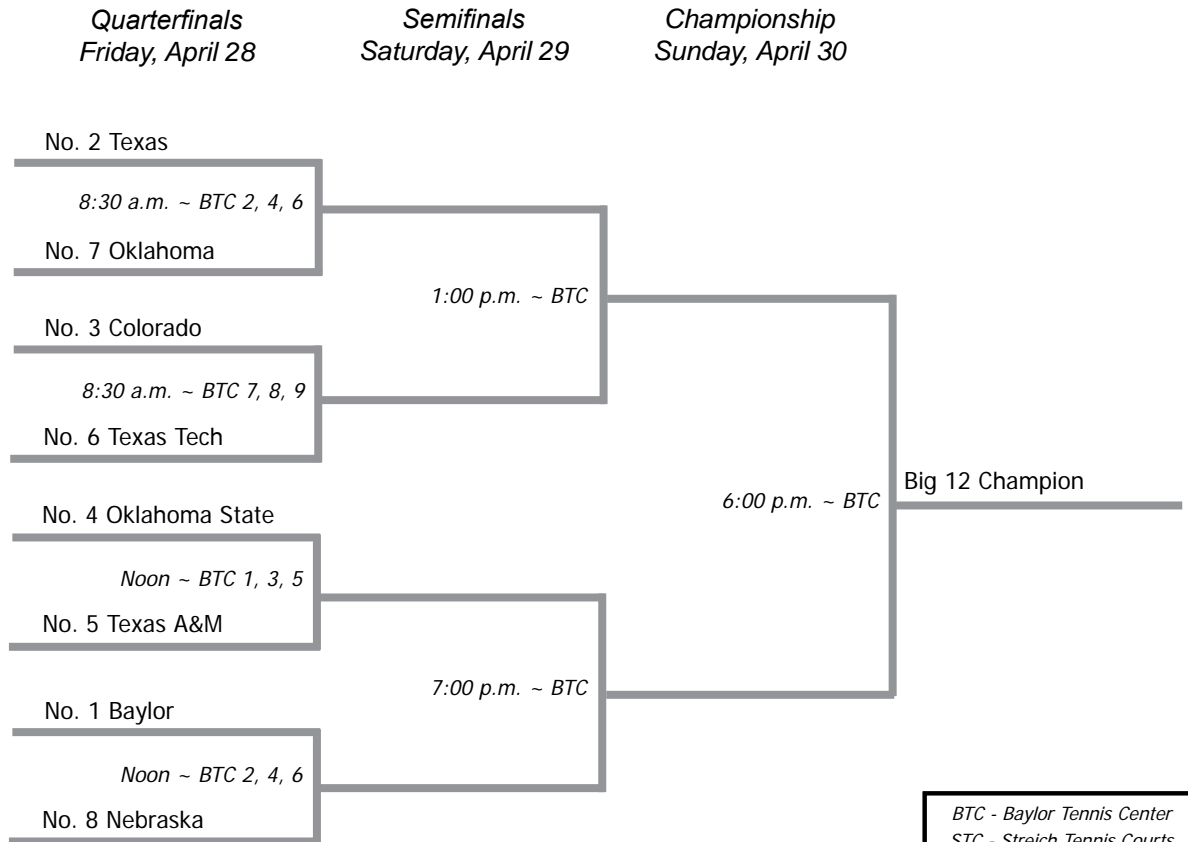 Quarterfinals
Friday, April 28
Semifinals
Saturday, April 29
Championship
Sunday, April 30
No. 2 Texas
8:30 a.m. ~ BTC 2, 4, 6
No. 7 Oklahoma
1:00 p.m. ~ BTC
No. 3 Colorado
8:30 a.m. ~ BTC 7, 8, 9
No. 6 Texas Tech
6:00 p.m. ~ BTC
Big 12 Champion
No. 4 Oklahoma State
Noon ~ BTC 1, 3, 5
No. 5 Texas A&M
7:00 p.m. ~ BTC
No. 1 Baylor
Noon ~ BTC 2, 4, 6
No. 8 Nebraska
BTC - Baylor Tennis Center
STC - Streich Tennis Courts